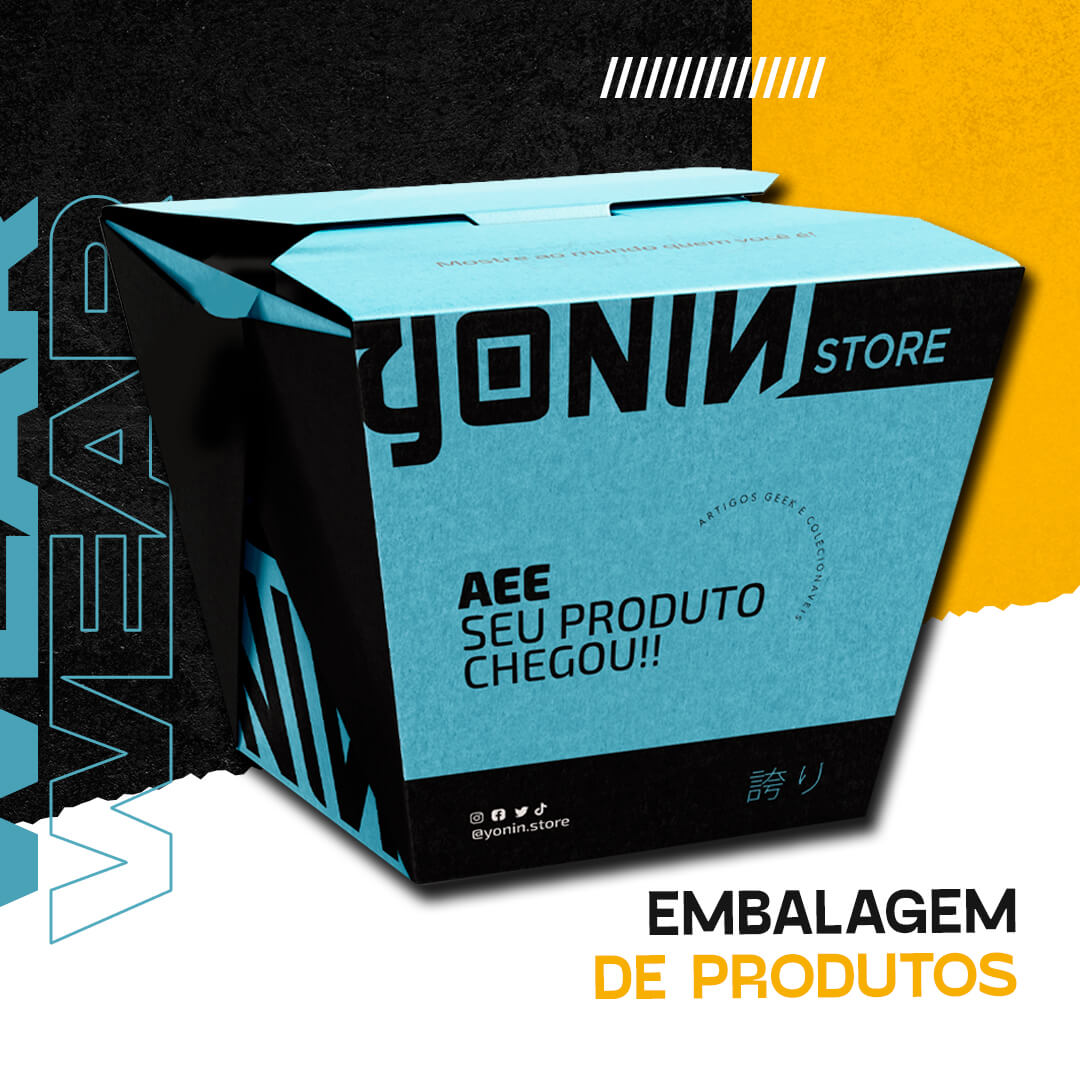 WEAR
WEAR
Mostre ao mundo quem você é!
YONIN STORE
ARTIGOS GEEK E COLECIONAVEIS
AEE
SEU PRODUTO
CHEGOU!!
誇り
@yonin.store
EMBALAGEM
DE PRODUTOS